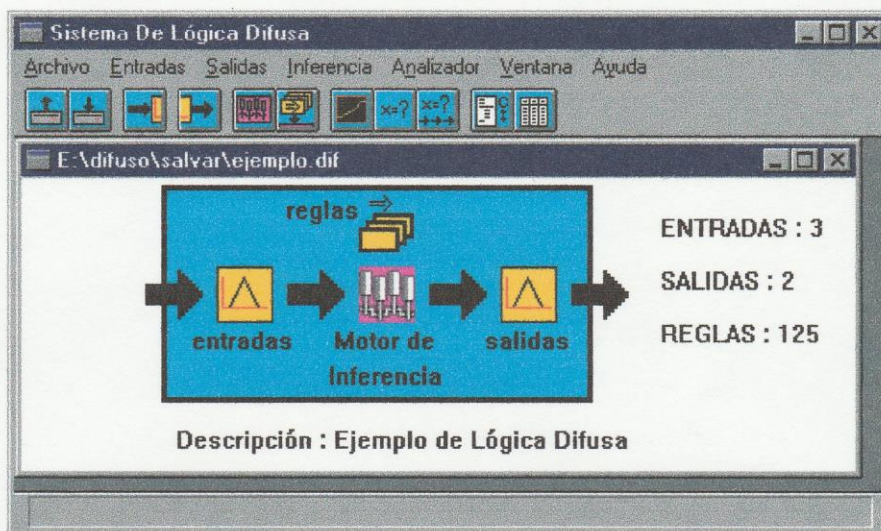 Sistema De Lógica Difusa
Archivo Entradas Salidas Inferencia Analizador Ventana Ayuda
x=? x=?
E:\difuso\salvar\ejemplo.dif
reglas
ENTRADAS : 3
SALIDAS : 2
entradas Motor de salidas
Inferencia
REGLAS : 125
Descripción : Ejemplo de Lógica Difusa